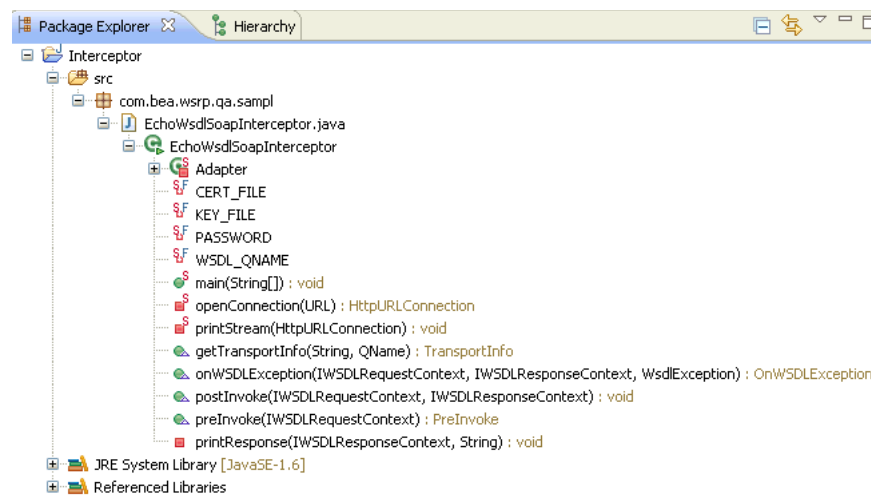 Package Explorer Hierarchy
Interceptor
src
com.bea.wsrp.qa.sampl
EchoWsdlSoapInterceptor.java
EchoWsdlSoapInterceptor
Adapter
CERT_FILE
KEY_FILE
PASSWORD
WSDL_QNAME
main(String[]) : void
openConnection(URL) : HttpURLConnection
printStream(HttpURLConnection) : void
getTransportInfo(String, QName) : TransportInfo
onWSDLException(IWSDLRequestContext, IWSDLResponseContext, WsdlException) : OnWSDLException
postInvoke(IWSDLRequestContext, IWSDLResponseContext) : void
preInvoke(IWSDLRequestContext) : PreInvoke
printResponse(IWSDLResponseContext, String) : void
JRE System Library [JavaSE-1.6]
Referenced Libraries